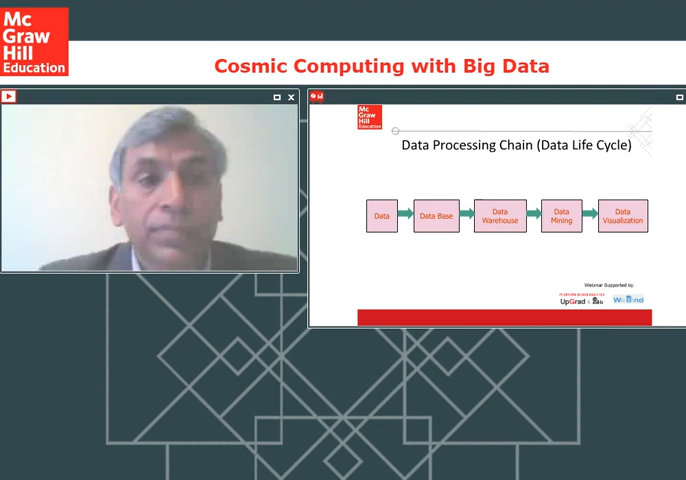 Mc
Graw
Hill
Education
Cosmic Computing with Big Data
Mc
Graw
Hill
Education
Data Processing Chain (Data Life Cycle)
Data
Data Base
Data
Warehouse
Data
Mining
Data
Visualization
Webinar Supported by
UpGrad